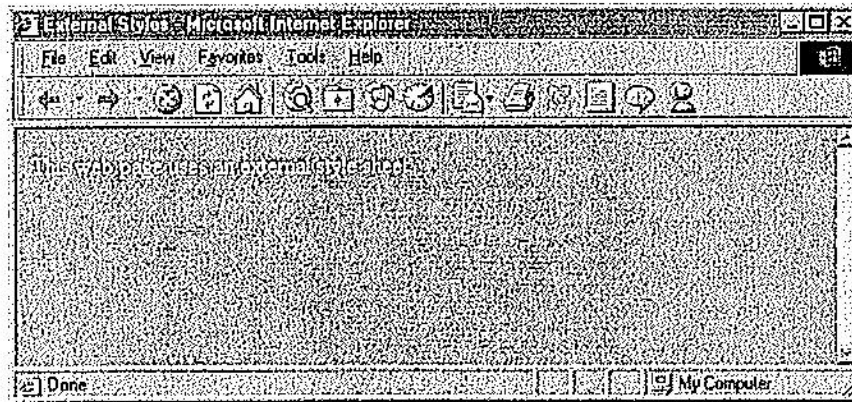 External Styles - Microsoft Internet Explorer
File Edit View Favorites Tools Help
This web page uses an external style sheet.
Done My Computer